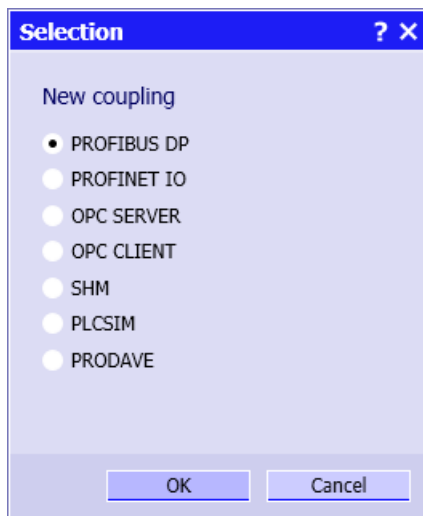 Selection ? ×
New coupling
PROFIBUS DP
PROFINET IO
OPC SERVER
OPC CLIENT
SHM
PLCSIM
PRODAVE
OK Cancel